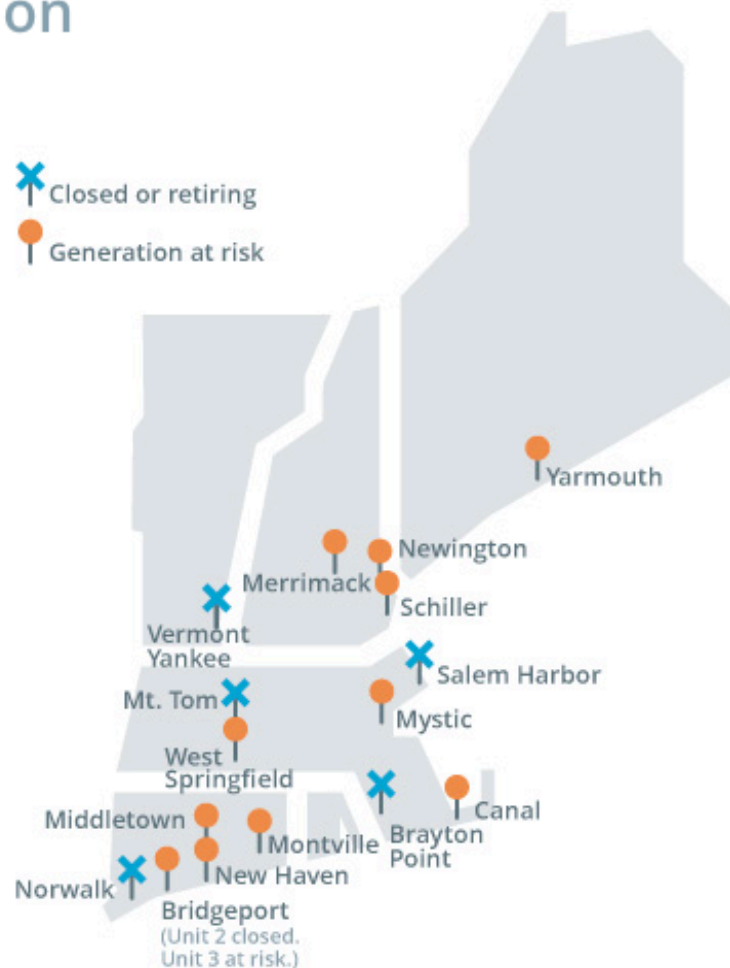 on
Closed or retiring
Generation at risk
Yarmouth
Newington
Merrimack
Schiller
Vermont
Yankee
Salem Harbor
Mt. Tom
Mystic
West
Springfield
Canal
Middletown
Brayton
Point
Montville
New Haven
Norwalk
Bridgeport
(Unit 2 closed.
Unit 3 at risk.)